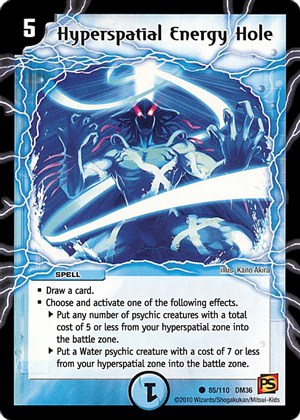 5 Hyperspatial Energy Hole
illus. Kano Akira
SPELL
▪ Draw a card.
▪ Choose and activate one of the following effects.
▶ Put any number of psychic creatures with a total
cost of 5 or less from your hyperspatial zone into
the battle zone.
▶ Put a Water psychic creature with a cost of 7 or
less from your hyperspatial zone into the battle
zone.
1
● 85/110 DM36
PS
©2010 Wizards/Shogakukan/Mitsui-Kids